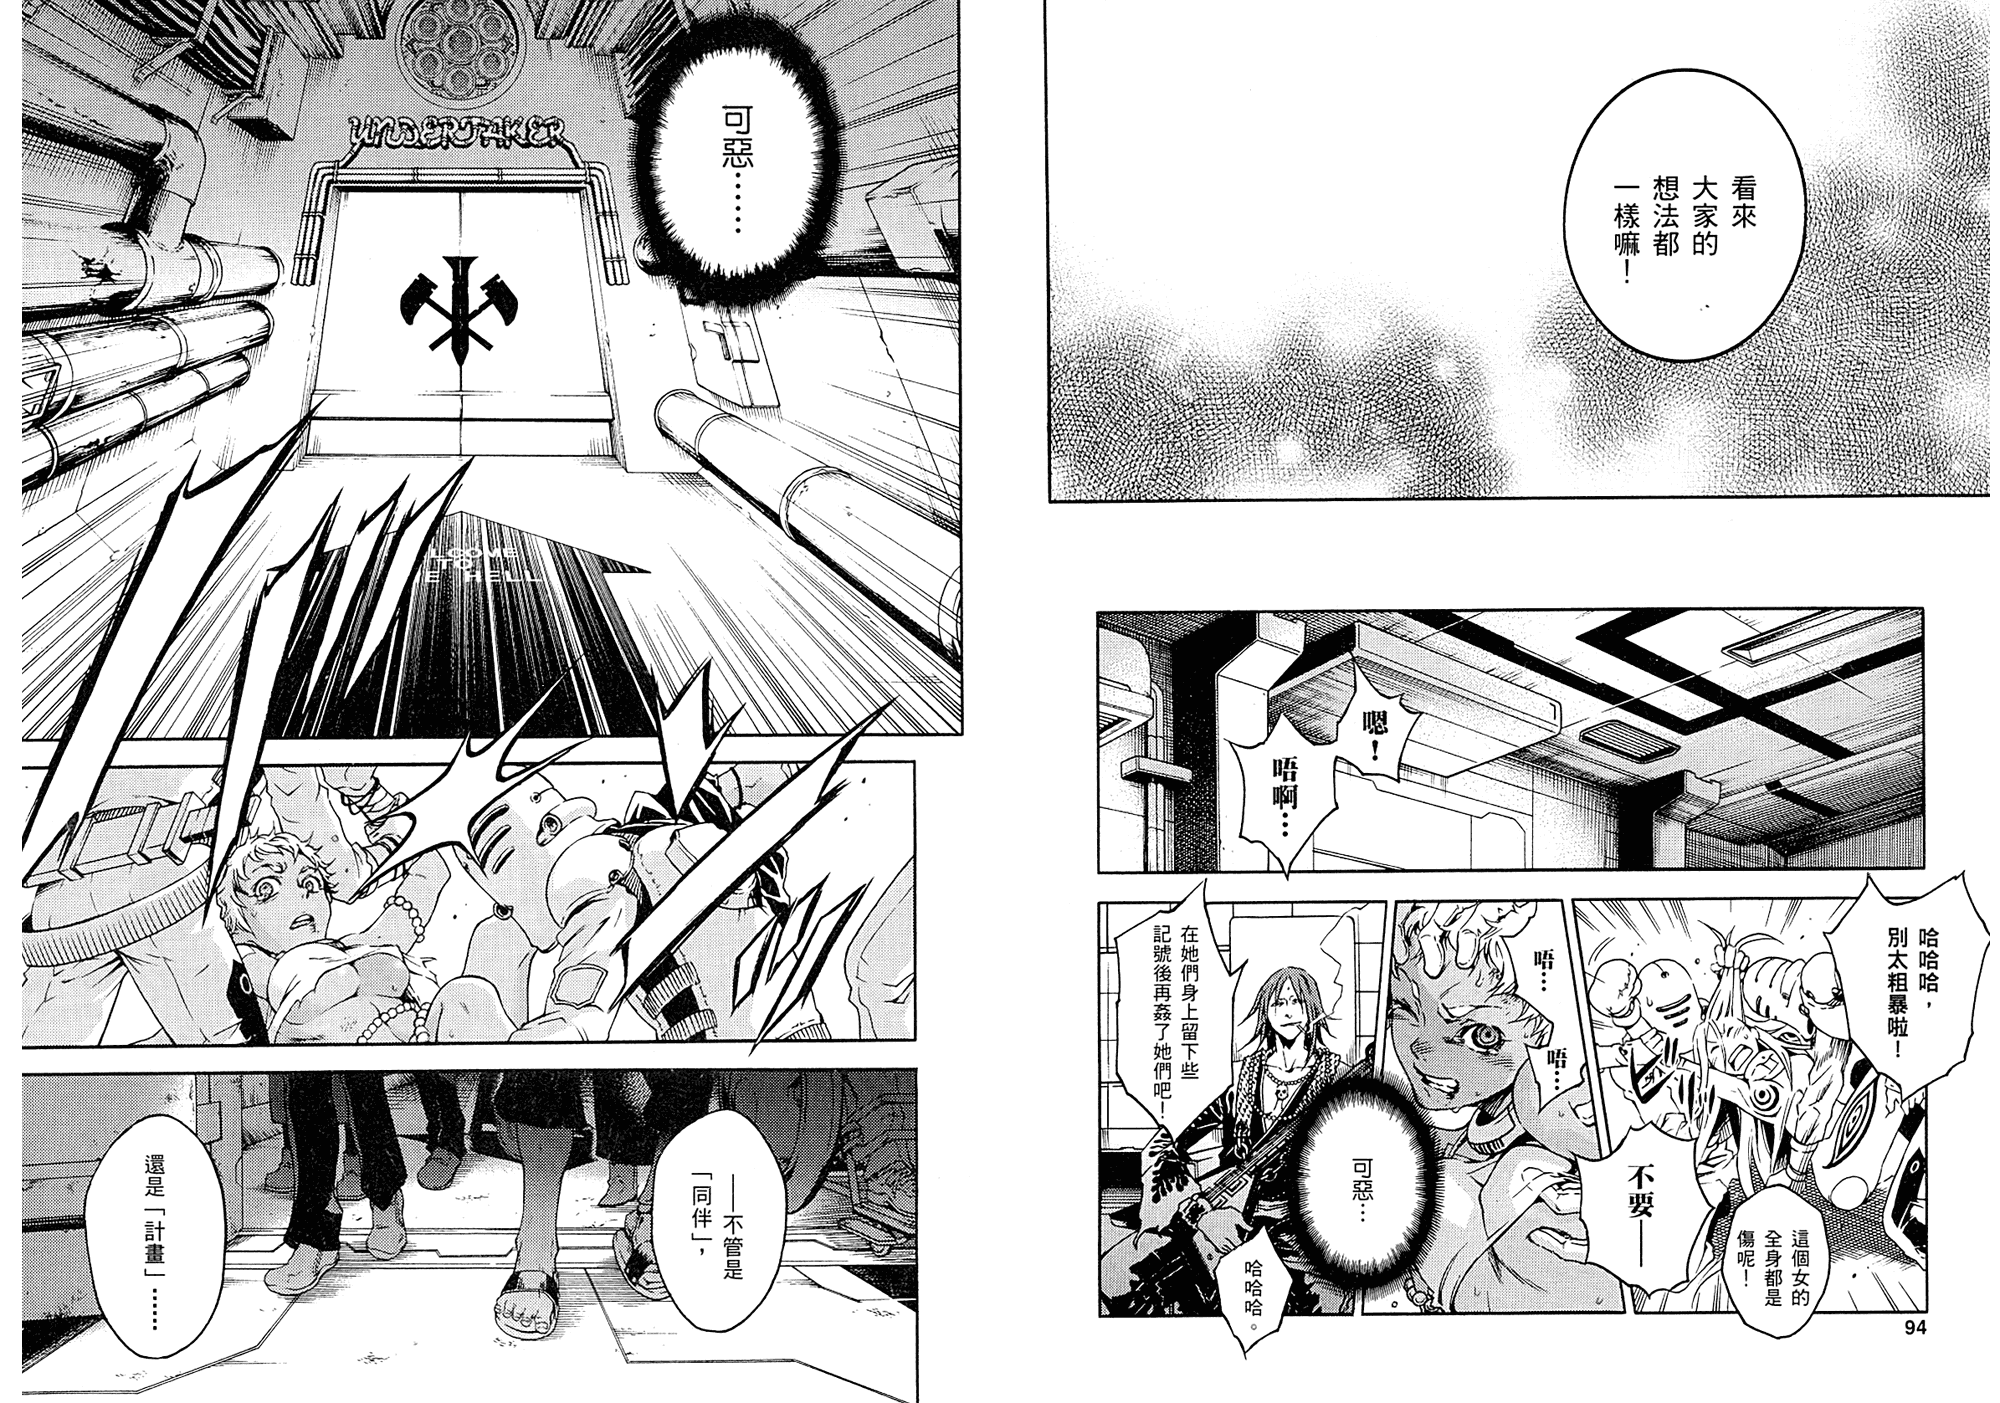 看來
大家的
想法都
一樣嘛！
嗯！
唔啊…
哈哈哈，
別太粗暴啦！
這個女的
全身都是
傷呢！
不要——
唔…
唔…
可惡…
在她們身上留下些
記號後再姦了她們吧！
哈哈哈。
94
可惡……
UNDERTAKER
LCOME
TO
E HELL
——不管是
「同伴」，
還是「計畫」……